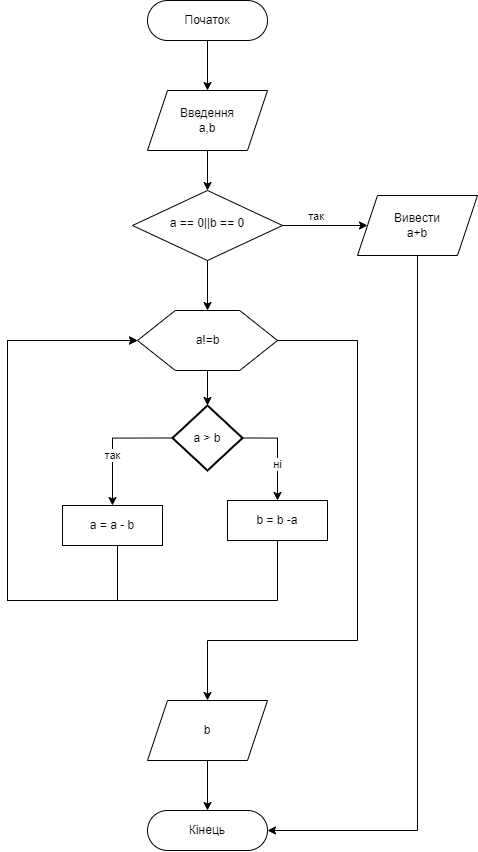 Початок
Введення
a,b
a == 0||b == 0
так
Вивести
a+b
a!=b
a > b
так
ні
a = a - b
b = b -a
b
Кінець